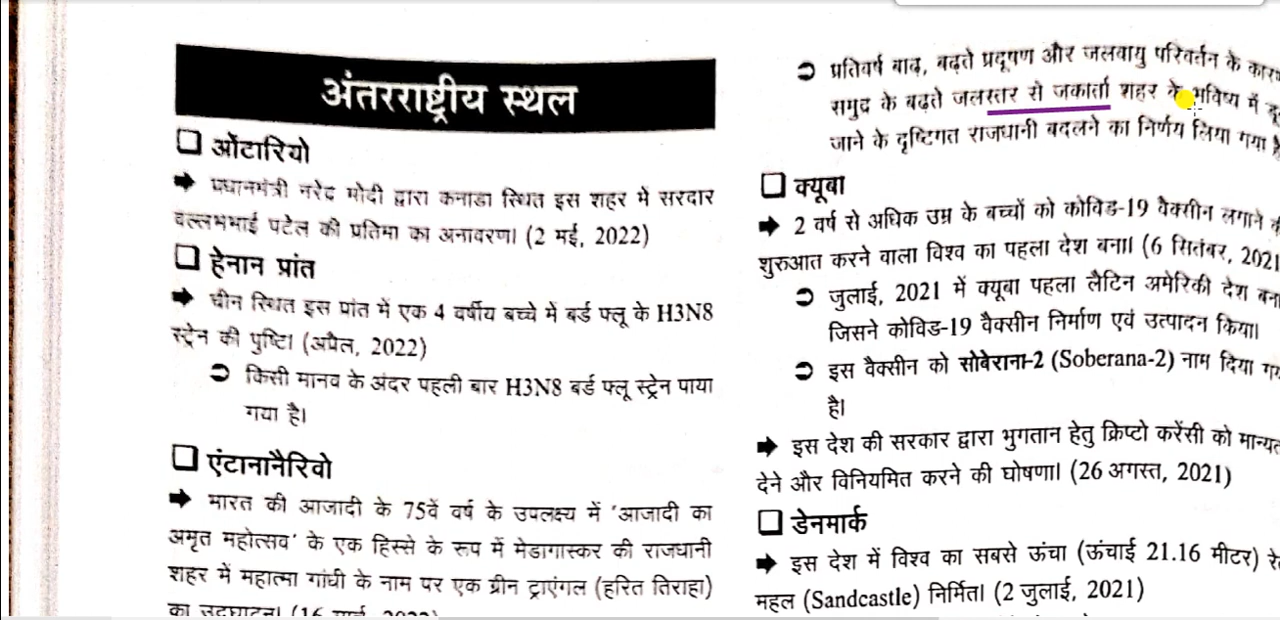 अंतरराष्ट्रीय स्थल
❑ ओंटारियो
➡ प्रधानमंत्री नरेंद्र मोदी द्वारा कनाडा स्थित इस शहर में सरदार
वल्लभभाई पटेल की प्रतिमा का अनावरण। (2 मई, 2022)
❑ हेनान प्रांत
➡ चीन स्थित इस प्रांत में एक 4 वर्षीय बच्चे में बर्ड फ्लू के H3N8
स्ट्रेन की पुष्टि। (अप्रैल, 2022)
➲ किसी मानव के अंदर पहली बार H3N8 बर्ड फ्लू स्ट्रेन पाया
गया है।
❑ एंटानानैरिवो
➡ भारत की आजादी के 75वें वर्ष के उपलक्ष्य में 'आजादी का
अमृत महोत्सव' के एक हिस्से के रूप में मेडागास्कर की राजधानी
शहर में महात्मा गांधी के नाम पर एक ग्रीन ट्राएंगल (हरित तिराहा)
का उद्घाटन।
➲ प्रतिवर्ष बाढ़, बढ़ते प्रदूषण और जलवायु परिवर्तन के
समुद्र के बढ़ते जलस्तर से जकार्ता शहर के भविष्य में
जाने के दृष्टिगत राजधानी बदलने का निर्णय लिया गया
❑ क्यूबा
➡ 2 वर्ष से अधिक उम्र के बच्चों को कोविड-19 वैक्सीन लगाने
शुरुआत करने वाला विश्व का पहला देश बना। (6 सितंबर, 2021
➲ जुलाई, 2021 में क्यूबा पहला लैटिन अमेरिकी देश बना
जिसने कोविड-19 वैक्सीन निर्माण एवं उत्पादन किया।
➲ इस वैक्सीन को सोबेराना-2 (Soberana-2) नाम दिया
है।
➡ इस देश की सरकार द्वारा भुगतान हेतु क्रिप्टो करेंसी को
देने और विनियमित करने की घोषणा। (26 अगस्त, 2021)
❑ डेनमार्क
➡ इस देश में विश्व का सबसे ऊंचा (ऊंचाई 21.16 मीटर)
महल (Sandcastle) निर्मित। (2 जुलाई, 2021)